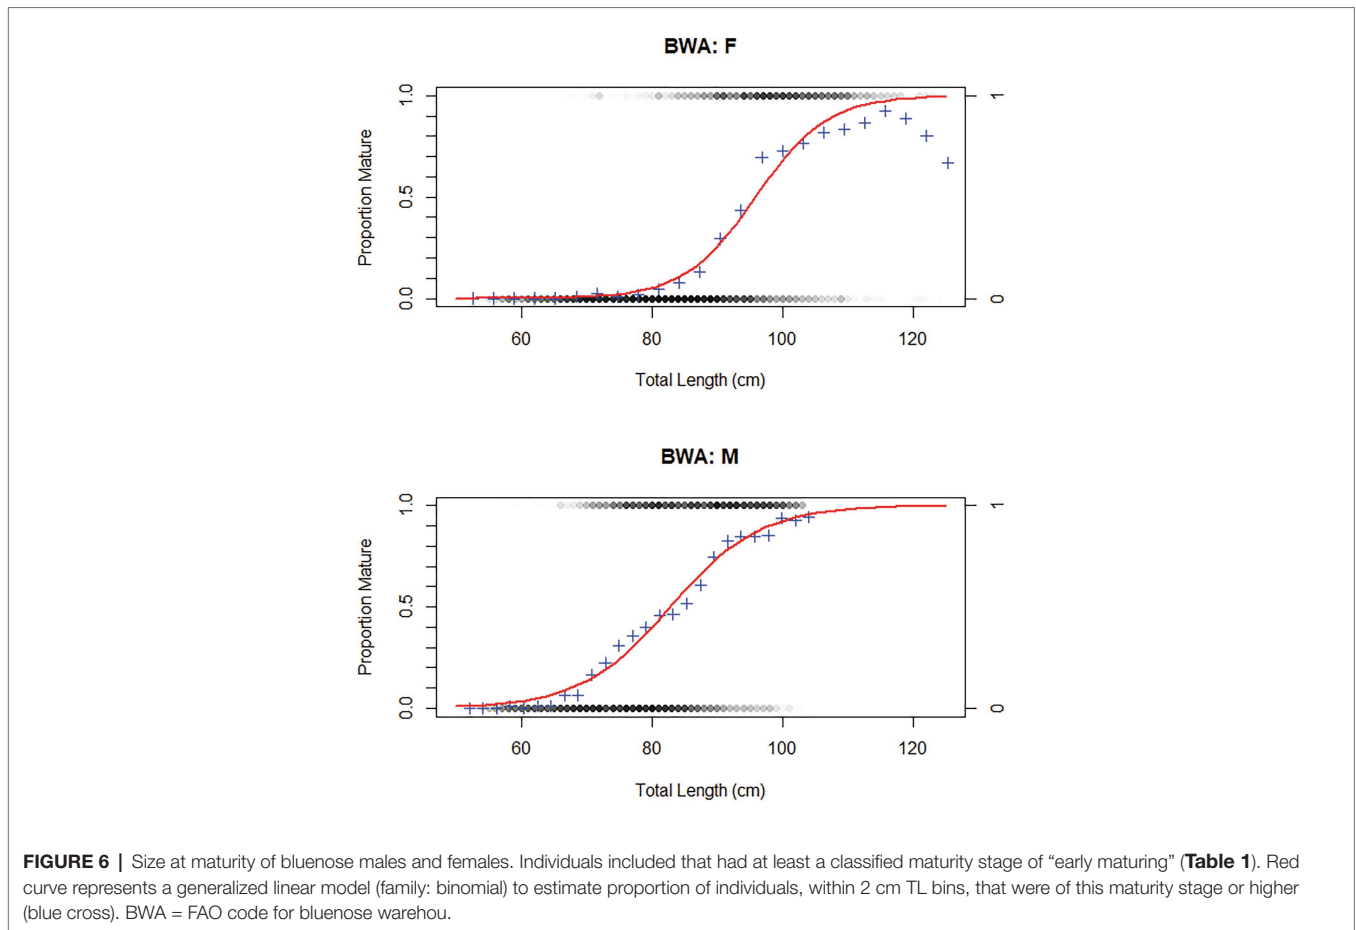 BWA: F
1.0
0.5
0.0
Proportion Mature
1
0
60 80 100 120
Total Length (cm)
BWA: M
1.0
0.5
0.0
Proportion Mature
1
0
60 80 100 120
Total Length (cm)
FIGURE 6 | Size at maturity of bluenose males and females. Individuals included that had at least a classified maturity stage of “early maturing” (Table 1). Red
curve represents a generalized linear model (family: binomial) to estimate proportion of individuals, within 2 cm TL bins, that were of this maturity stage or higher
(blue cross). BWA = FAO code for bluenose warehou.